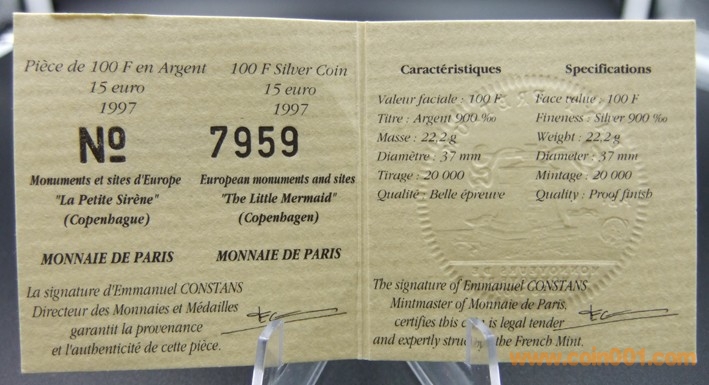 Pièce de 100 F en Argent
15 euro
1997
100 F Silver Coin
15 euro
1997
Nº 7959
Monuments et sites d'Europe
"La Petite Sirène"
(Copenhague)
European monuments and sites
"The Little Mermaid"
(Copenhagen)
MONNAIE DE PARIS
MONNAIE DE PARIS
La signature d'Emmanuel CONSTANS
Directeur des Monnaies et Médailles
garantit la provenance
et l'authenticité de cette pièce.
Caractéristiques
Valeur faciale : 100 F
Titre : Argent 900 ‰
Masse : 22,2 g
Diamètre : 37 mm
Tirage : 20 000
Qualité : Belle épreuve
Specifications
Face value : 100 F
Fineness : Silver 900 ‰
Weight : 22,2 g
Diameter : 37 mm
Mintage : 20 000
Quality : Proof finish
The signature of Emmanuel CONSTANS
Mintmaster of Monnaie de Paris,
certifies this is legal tender
and expertly the French Mint.
www.coin001.com